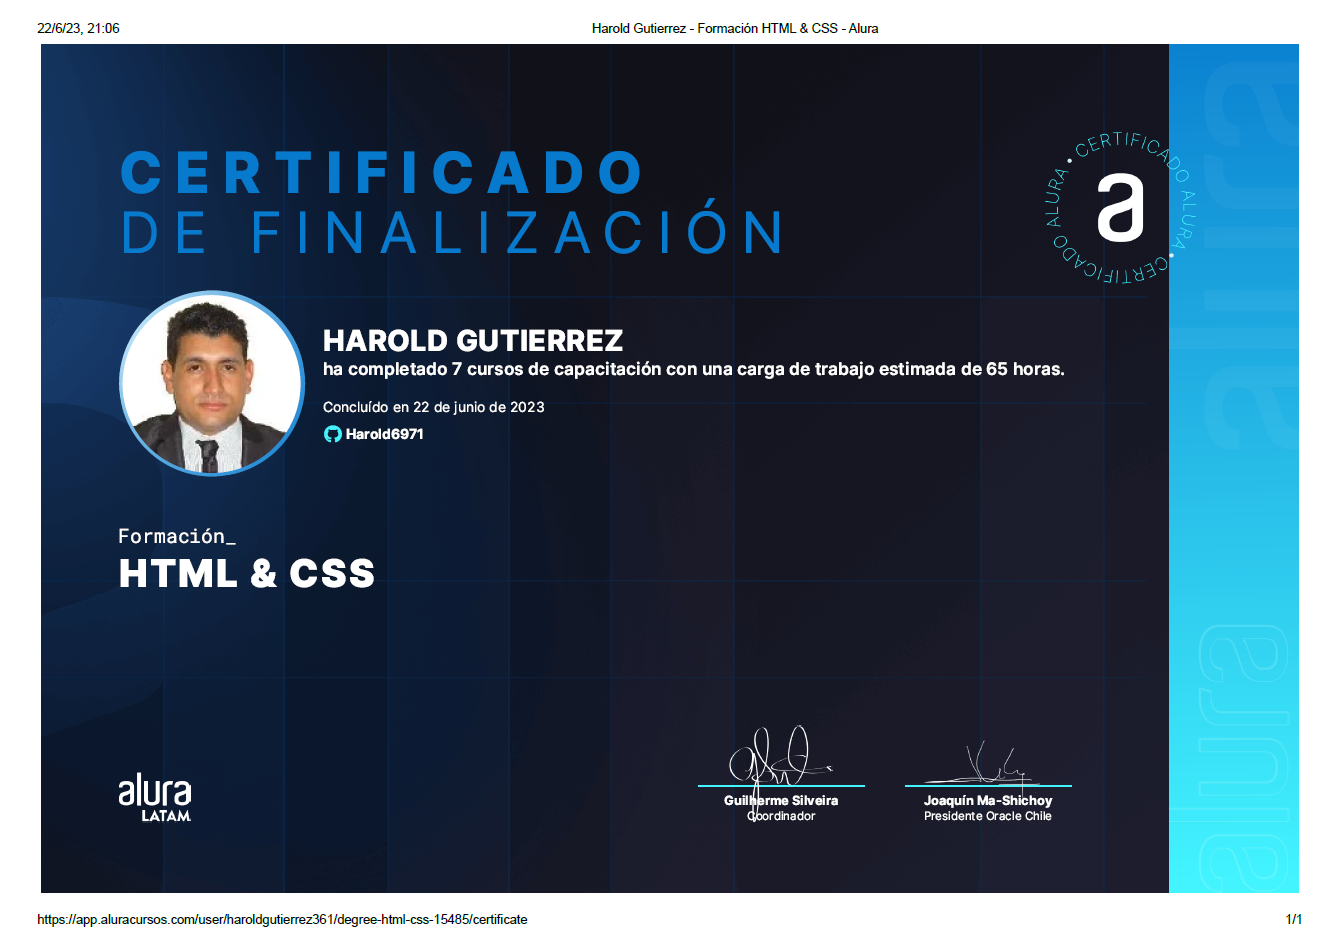 22/6/23, 21:06
Harold Gutierrez - Formación HTML & CSS - Alura
CERTIFICADO
DE FINALIZACIÓN
• CERTIFICADO ALURA • CERTIFICADO ALURA
a
HAROLD GUTIERREZ
ha completado 7 cursos de capacitación con una carga de trabajo estimada de 65 horas.
Concluído en 22 de junio de 2023
Harold6971
Formación_
HTML & CSS
alura
LATAM
Guilherme Silveira
Coordinador
Joaquín Ma-Shichoy
Presidente Oracle Chile
alura
alura
https://app.aluracursos.com/user/haroldgutierrez361/degree-html-css-15485/certificate
1/1